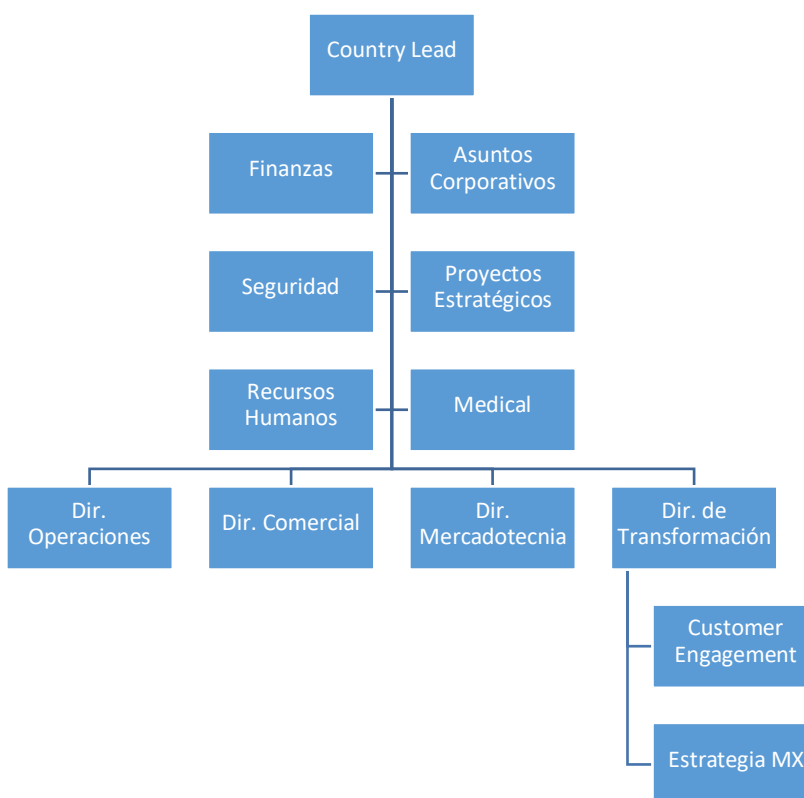 Country Lead
Finanzas
Asuntos
Corporativos
Seguridad
Proyectos
Estratégicos
Recursos
Humanos
Medical
Dir.
Operaciones
Dir. Comercial
Dir.
Mercadotecnia
Dir. de
Transformación
Customer
Engagement
Estrategia MX